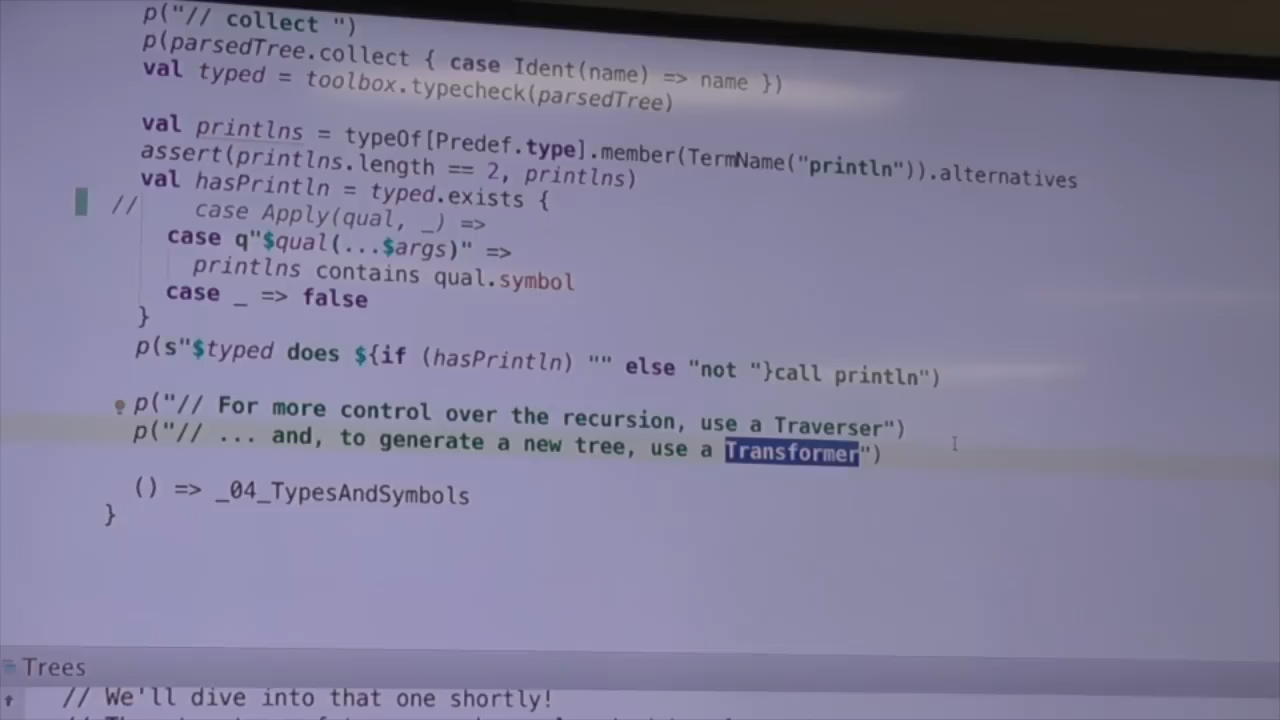 p("// collect ")
p(parsedTree.collect { case Ident(name) => name })
val typed = toolbox.typecheck(parsedTree)
val printlns = typeOf[Predef.type].member(TermName("println")).alternatives
assert(printlns.length == 2, printlns)
val hasPrintln = typed.exists {
// case Apply(qual, _) =>
case q"$qual(...$args)" =>
printlns contains qual.symbol
case _ => false
}
p(s"$typed does ${if (hasPrintln) "" else "not "}call println")
p("// For more control over the recursion, use a Traverser")
p("// ... and, to generate a new tree, use a Transformer")
() => _04_TypesAndSymbols
}
Trees
// We'll dive into that one shortly!